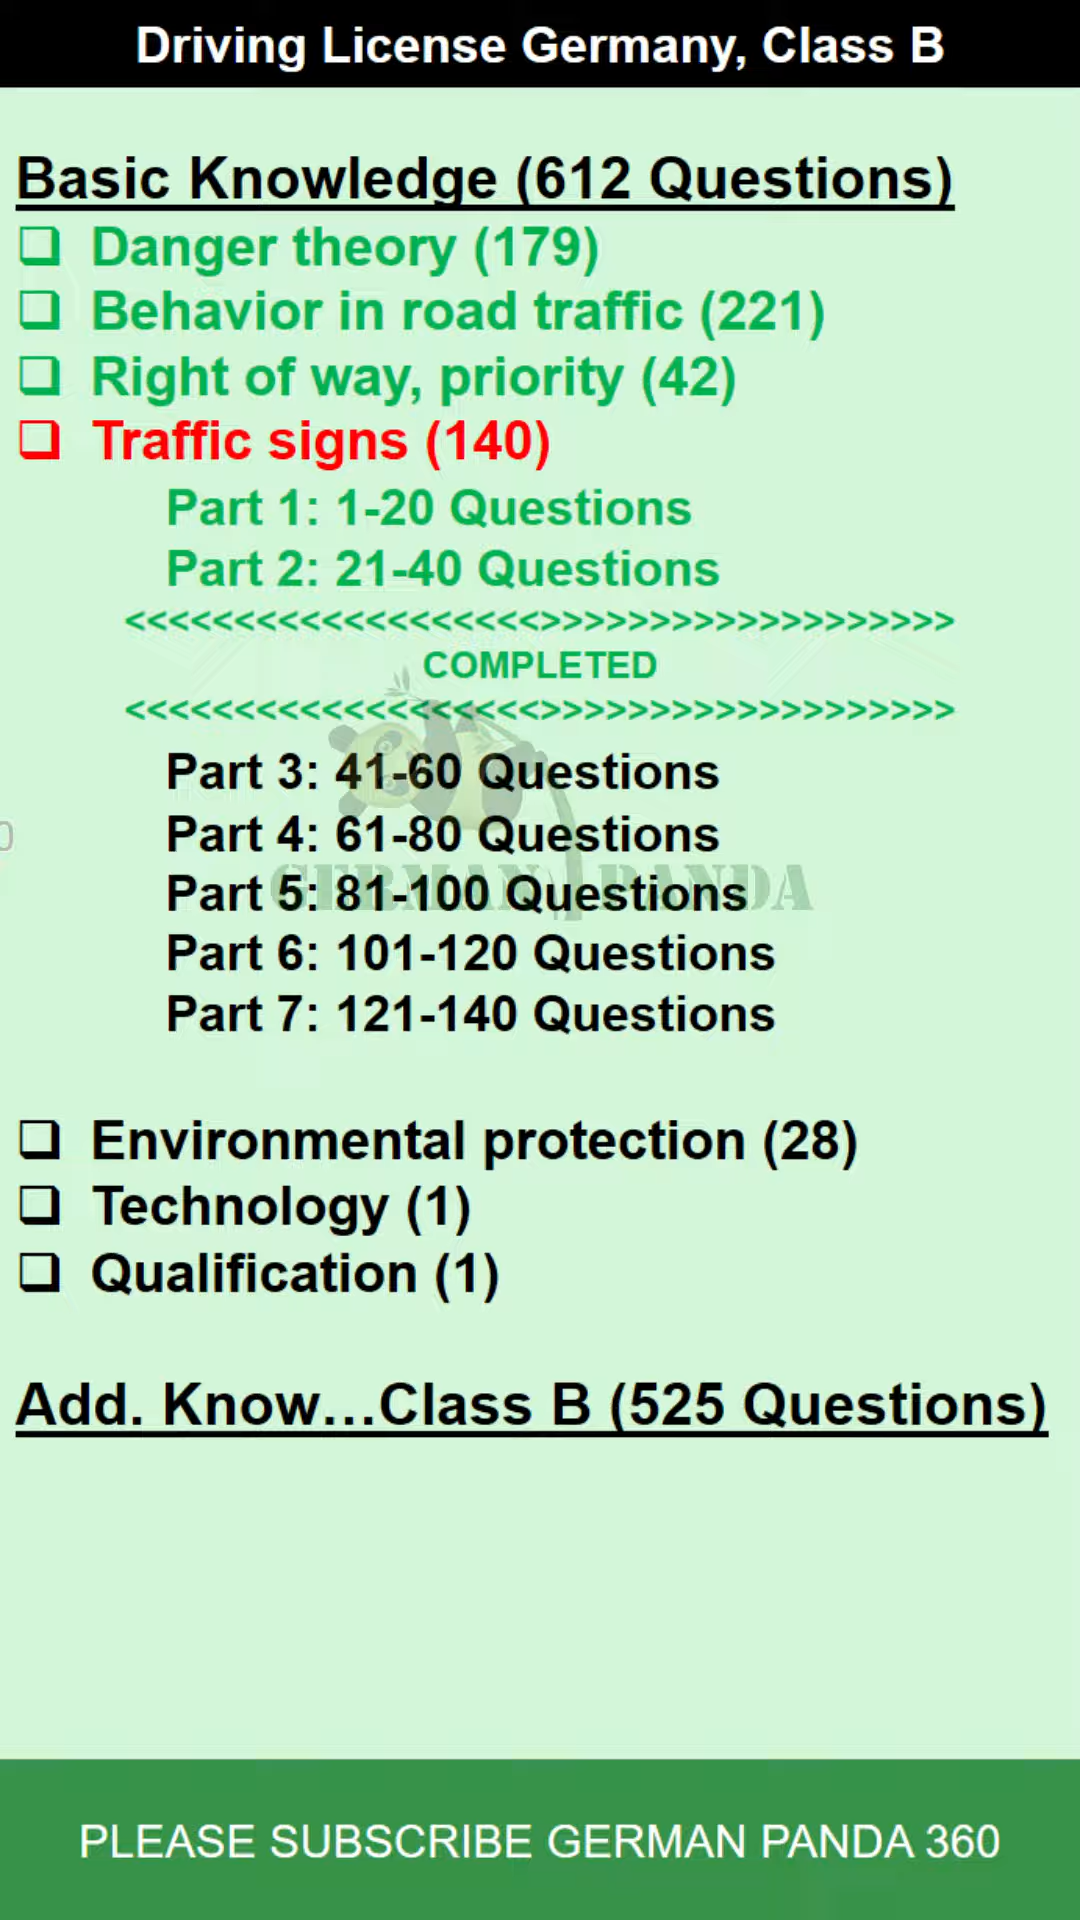 Driving License Germany, Class B
Basic Knowledge (612 Questions)
Danger theory (179)
Behavior in road traffic (221)
Right of way, priority (42)
Traffic signs (140)
Part 1: 1-20 Questions
Part 2: 21-40 Questions
<<<<<<<<<<<<<<<<<<<>>>>>>>>>>>>>>>>>>>
COMPLETED
<<<<<<<<<<<<<<<<<<<>>>>>>>>>>>>>>>>>>>
Part 3: 41-60 Questions
Part 4: 61-80 Questions
GERMAN PANDA
Part 5: 81-100 Questions
Part 6: 101-120 Questions
Part 7: 121-140 Questions
Environmental protection (28)
Technology (1)
Qualification (1)
Add. Know...Class B (525 Questions)
PLEASE SUBSCRIBE GERMAN PANDA 360